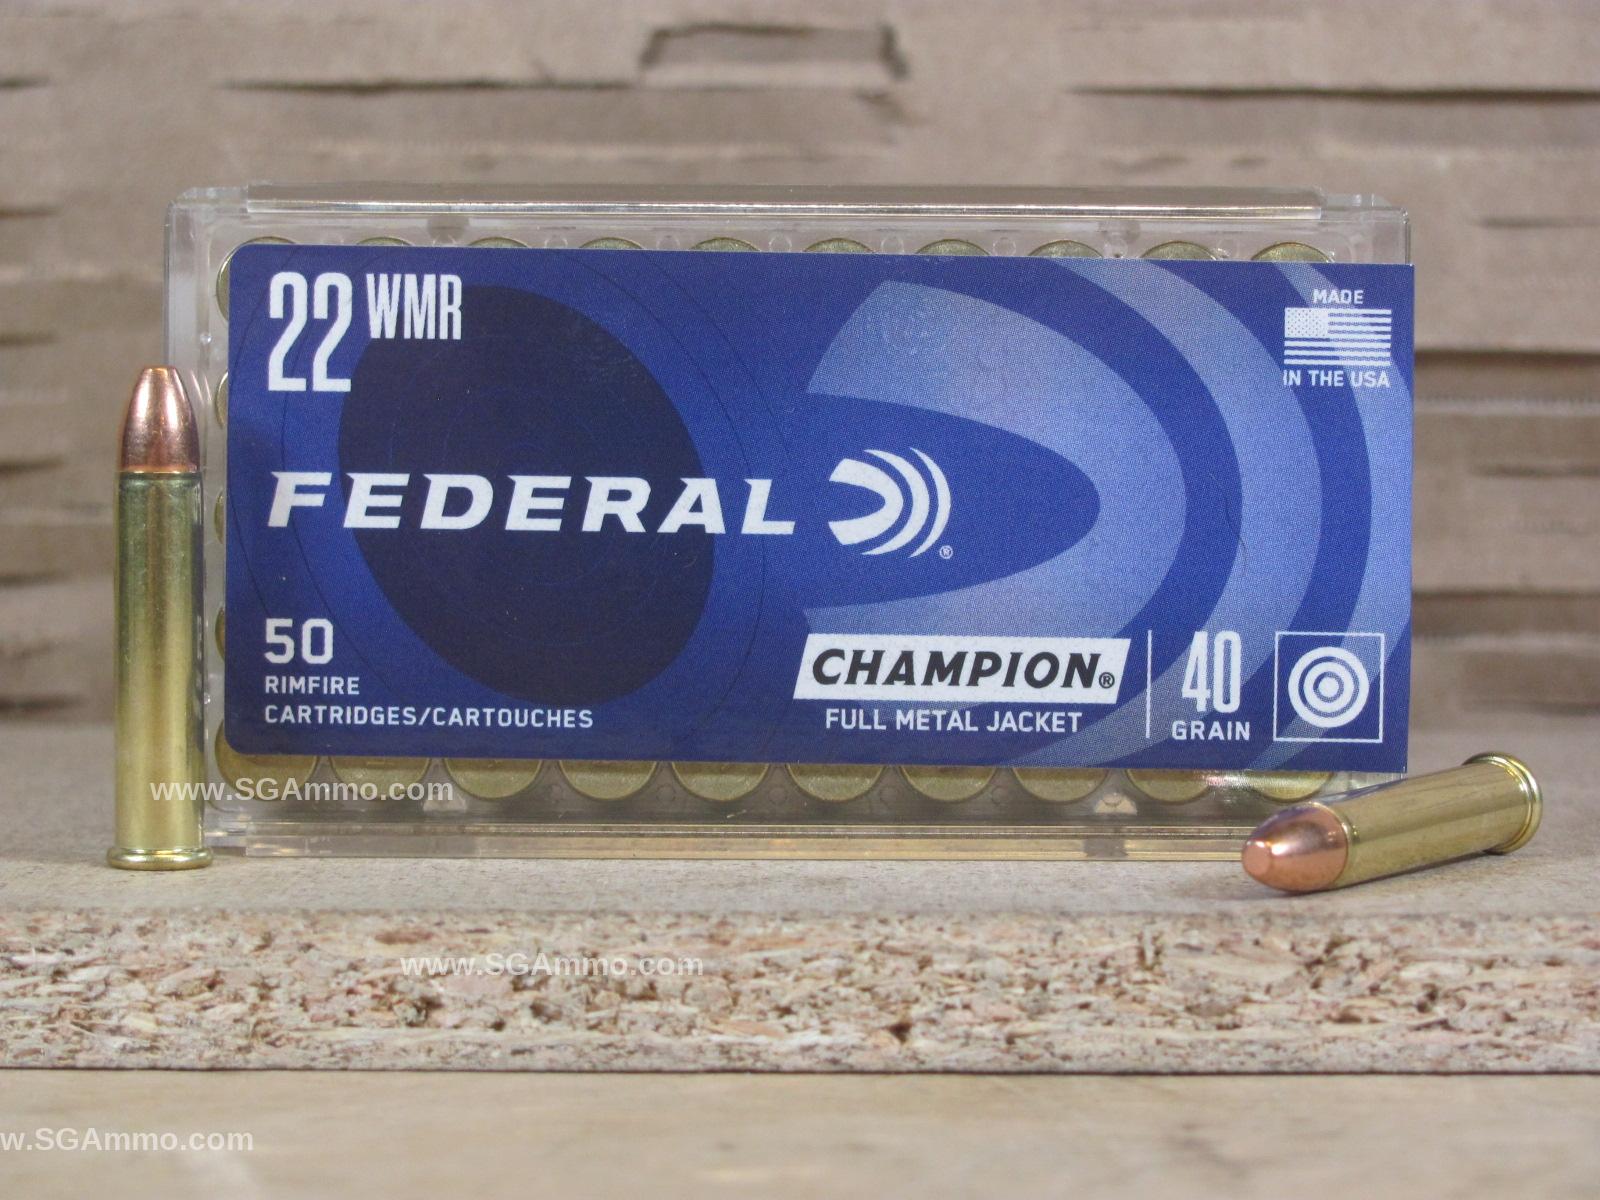 22 WMR
MADE
IN THE USA
FEDERAL®
50
RIMFIRE
CARTRIDGES/CARTOUCHES
CHAMPION®
FULL METAL JACKET
40
GRAIN
www.SGAmmo.com
www.SGAmmo.com
w.SGAmmo.com